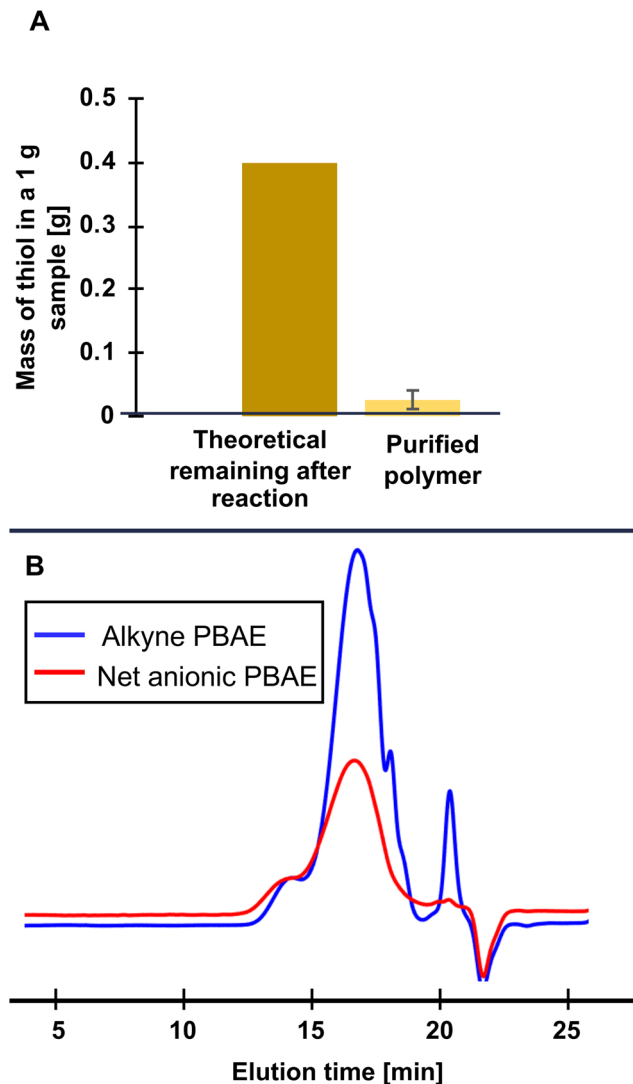 A
Mass of thiol in a 1 g
sample [g]
0.5
0.4
0.3
0.2
0.1
0
Theoretical
remaining after
reaction
Purified
polymer
B
Alkyne PBAE
Net anionic PBAE
5 10 15 20 25
Elution time [min]